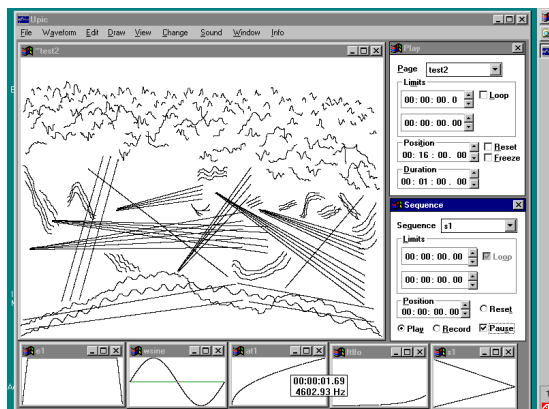 Upic
File Waveform Edit Draw View Change Sound Window Info
~test2
Play
Page test2
Limits
00: 00: 00. 0 Loop
00: 00: 00. 00
Position
00: 16 : 00. 00 Reset
Freeze
Duration
00: 01 : 00. 00
Sequence
Sequence s1
Limits
00: 00: 00. 00 Loop
00: 00: 00. 00
Position
00: 00: 00. 00 Reset
Play Record Pause
e1 wsine at1 s1
00:00:01.69
4602.93 Hz